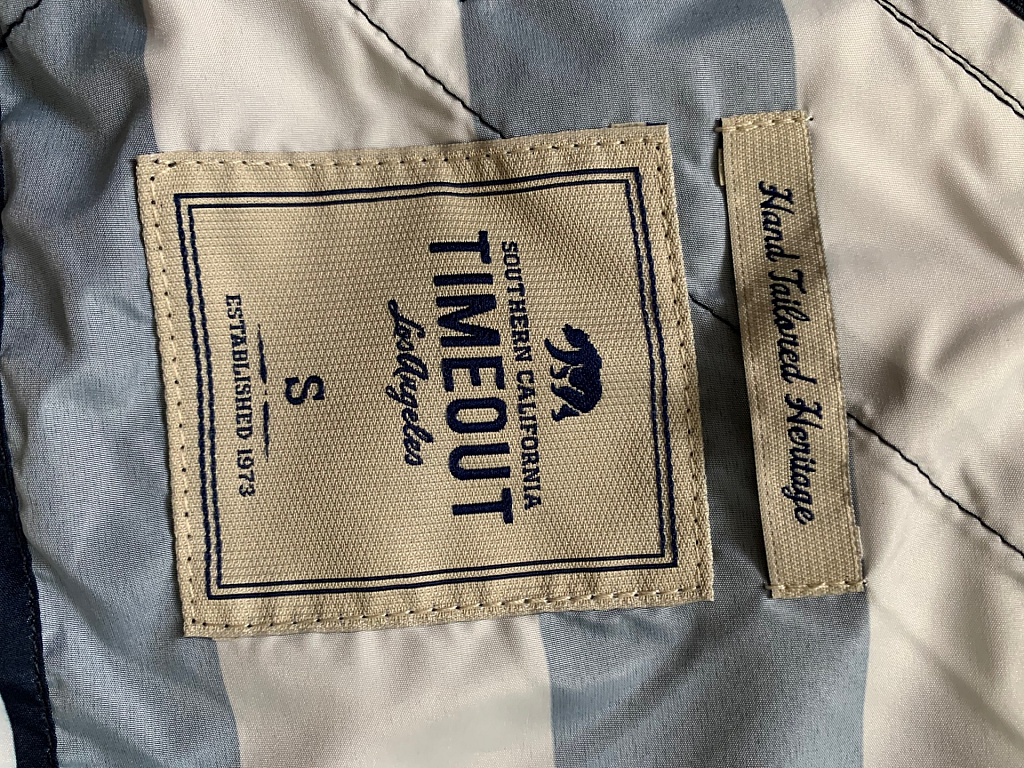 Hand Tailored Heritage
SOUTHERN CALIFORNIA
TIMEOUT
Los Angeles
S
ESTABLISHED 1973